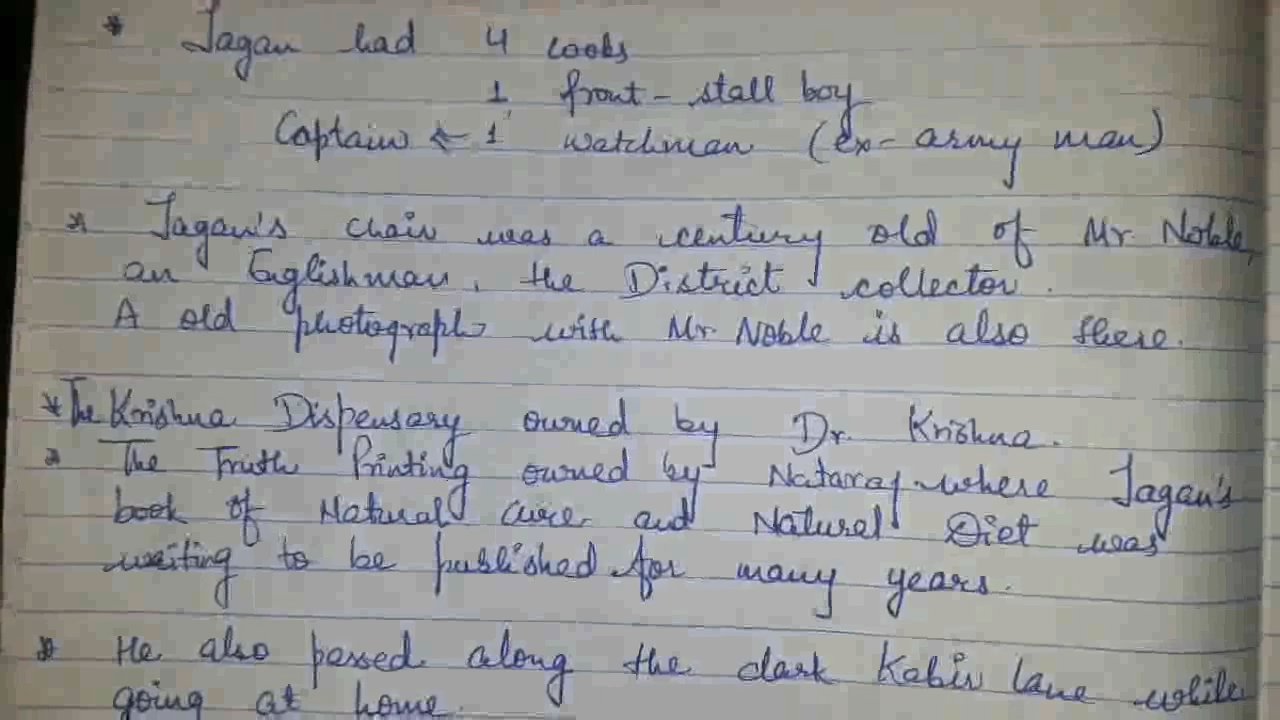 * Jagan had 4 cooks
1 front-stall boy
Captain ← 1 watchman (ex-army man)
* Jagan's chair was a century old of Mr. Noble,
an Englishman, the District collector.
A old photograph with Mr. Noble is also there.
* The Krishna Dispensary owned by Dr. Krishna.
* The Truth Printing owned by Nataraj where Jagan's
book of Natural cure and Natural Diet was
waiting to be published for many years.
* He also passed along the dark Kabir lane while
going at home.